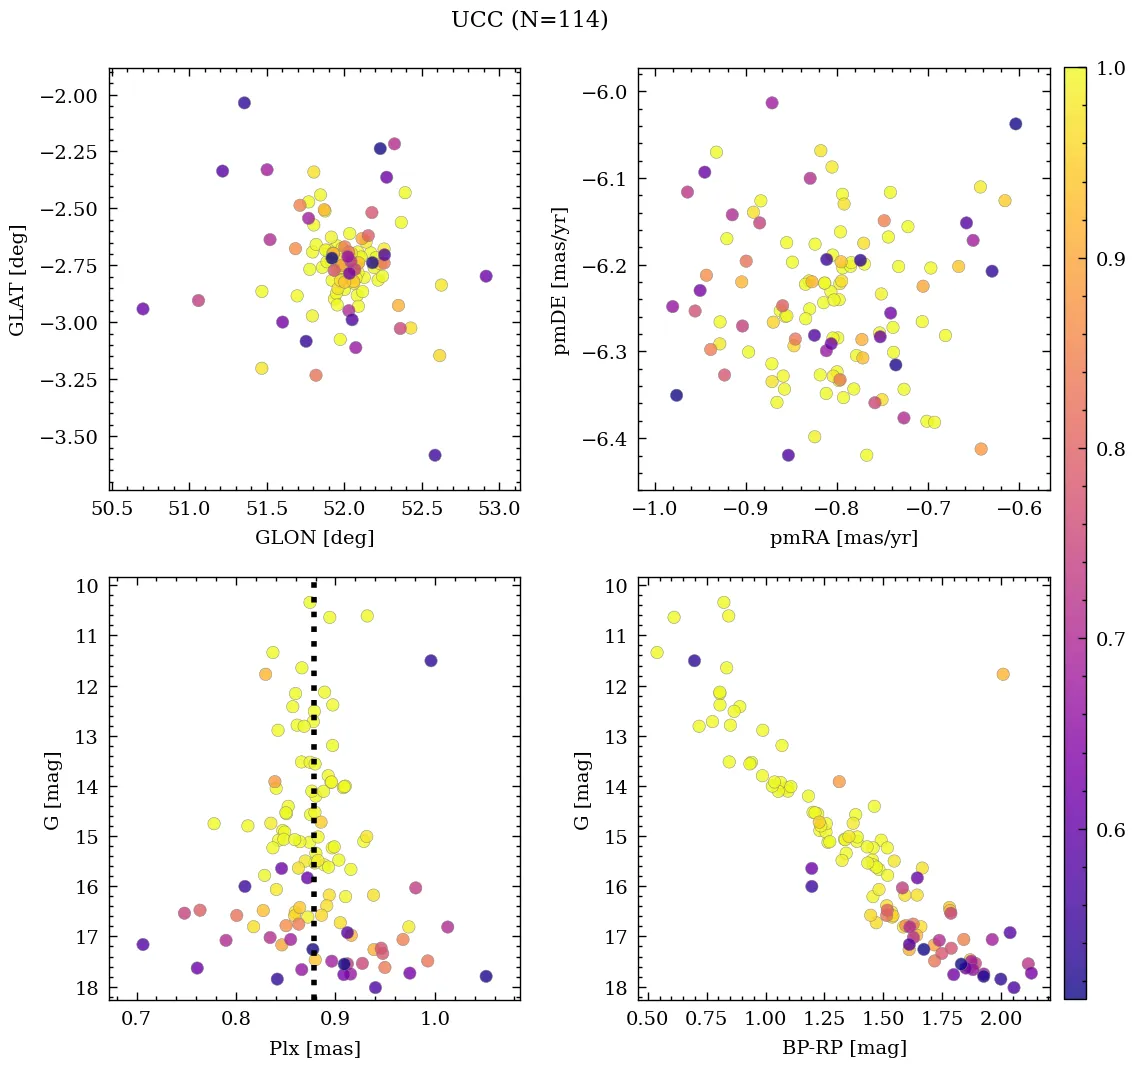 UCC (N=114)
−2.00
−2.25
−2.50
−2.75
−3.00
−3.25
−3.50
GLAT [deg]
50.5 51.0 51.5 52.0 52.5 53.0
GLON [deg]
−6.0
−6.1
−6.2
−6.3
−6.4
pmDE [mas/yr]
−1.0 −0.9 −0.8 −0.7 −0.6
pmRA [mas/yr]
10
11
12
13
14
15
16
17
18
G [mag]
0.7 0.8 0.9 1.0
Plx [mas]
10
11
12
13
14
15
16
17
18
G [mag]
0.50 0.75 1.00 1.25 1.50 1.75 2.00
BP-RP [mag]
1.0
0.9
0.8
0.7
0.6